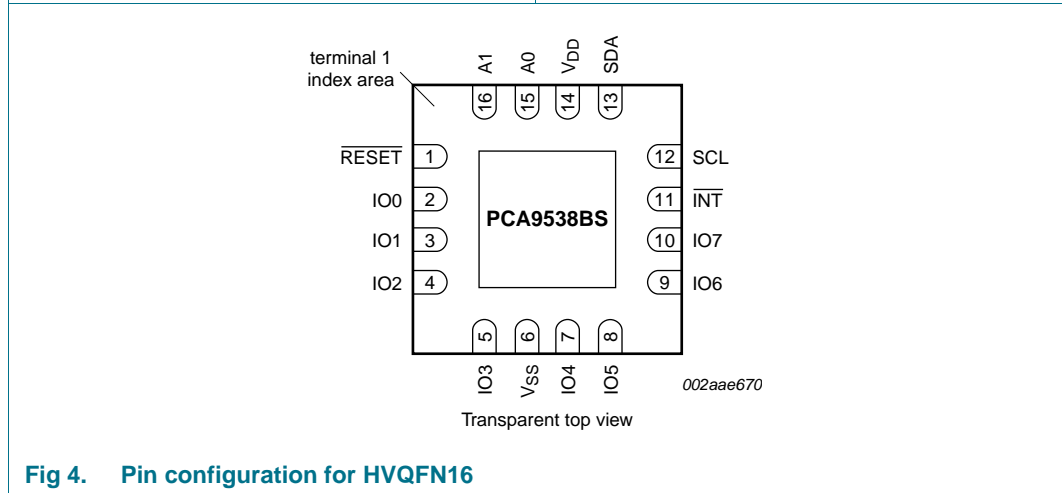 terminal 1
index area
A1
A0
VDD
SDA
16
15
14
13
RESET 1
12 SCL
IO0 2
11 INT
IO1 3
PCA9538BS
10 IO7
IO2 4
9 IO6
5
6
7
8
IO3
VSS
IO4
IO5
002aae670
Transparent top view
Fig 4. Pin configuration for HVQFN16